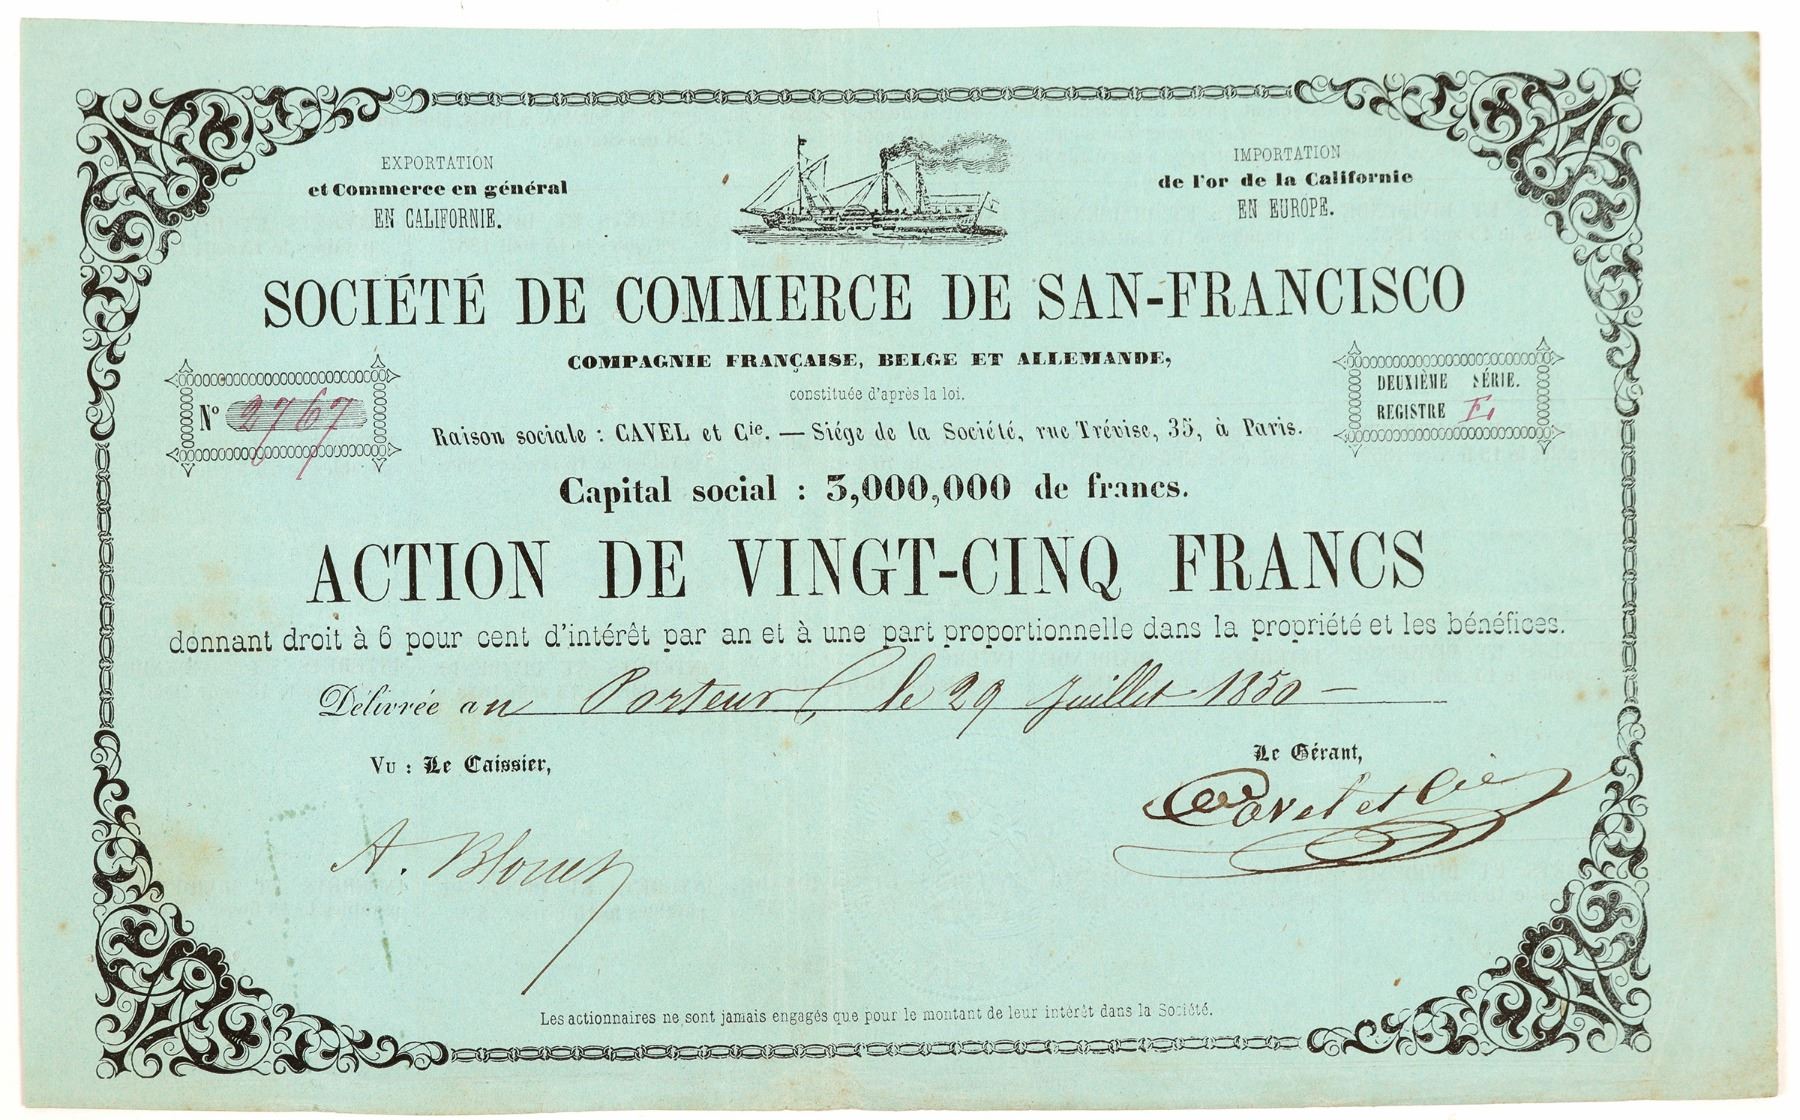 EXPORTATION
et Commerce en général
EN CALIFORNIE.
IMPORTATION
de l'or de la Californie
EN EUROPE.
SOCIÉTÉ DE COMMERCE DE SAN-FRANCISCO
COMPAGNIE FRANÇAISE, BELGE ET ALLEMANDE,
constituée d'après la loi.
No 2767
DEUXIÈME SÉRIE.
REGISTRE E,
Raison sociale : CAVEL et Cie. — Siége de la Société, rue Trévise, 35, à Paris.
Capital social : 3,000,000 de francs.
ACTION DE VINGT-CINQ FRANCS
donnant droit à 6 pour cent d'intérêt par an et à une part proportionnelle dans la propriété et les bénéfices.
Délivrée au Porteur le 29 Juillet 1850 —
Vu : Le Caissier,
Le Gérant,
Cavel et Cie
A. Blouet
Les actionnaires ne sont jamais engagés que pour le montant de leur intérêt dans la Société.